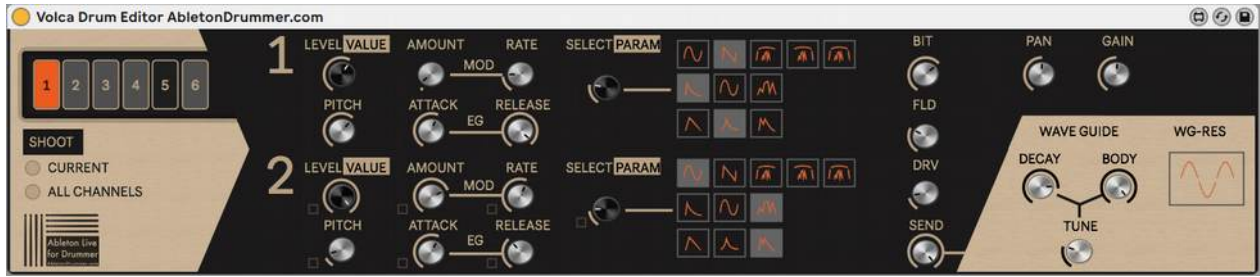 Volca Drum Editor AbletonDrummer.com
1 2 3 4 5 6
SHOOT
CURRENT
ALL CHANNELS
Ableton Live
for Drummer
AbletonDrummer.com
1
LEVEL VALUE AMOUNT RATE SELECT PARAM
MOD
PITCH ATTACK RELEASE
EG
2
LEVEL VALUE AMOUNT RATE SELECT PARAM
MOD
PITCH ATTACK RELEASE
EG
BIT
FLD
DRV
SEND
PAN GAIN
WAVE GUIDE WG-RES
DECAY BODY
TUNE